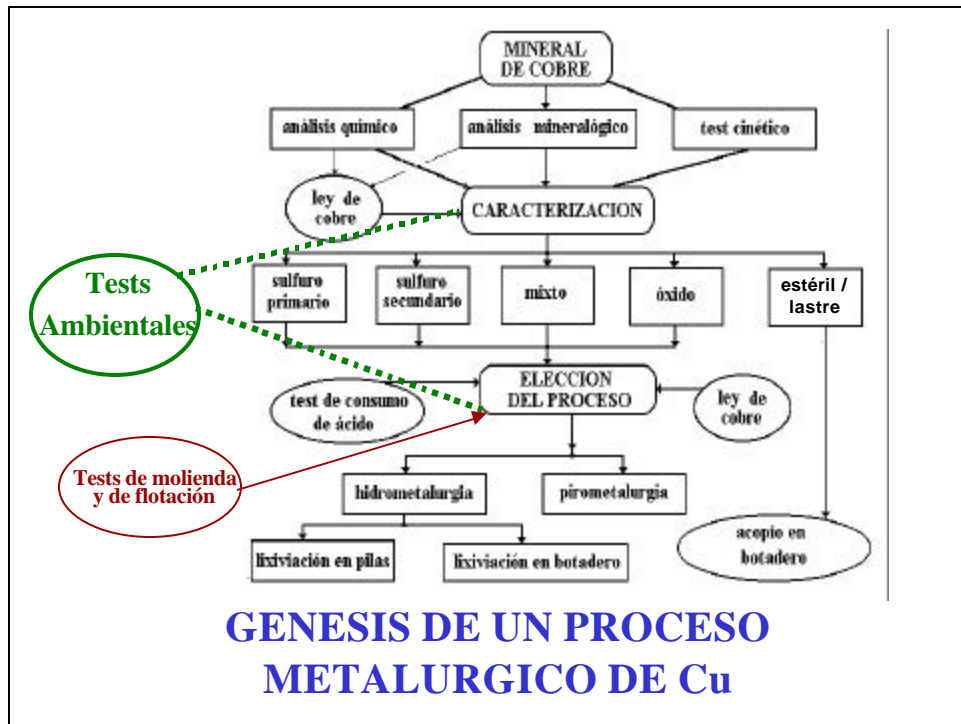 MINERAL
DE COBRE
análisis químico
análisis mineralógico
test cinético
ley de
cobre
CARACTERIZACION
Tests
Ambientales
sulfuro
primario
sulfuro
secundario
mixto
óxido
estéril /
lastre
ELECCION
DEL PROCESO
test de consumo
de ácido
ley de
cobre
Tests de molienda
y de flotación
hidrometalurgia
pirometalurgia
lixiviación en pilas
lixiviación en botadero
acopio en
botadero
GENESIS DE UN PROCESO
METALURGICO DE Cu